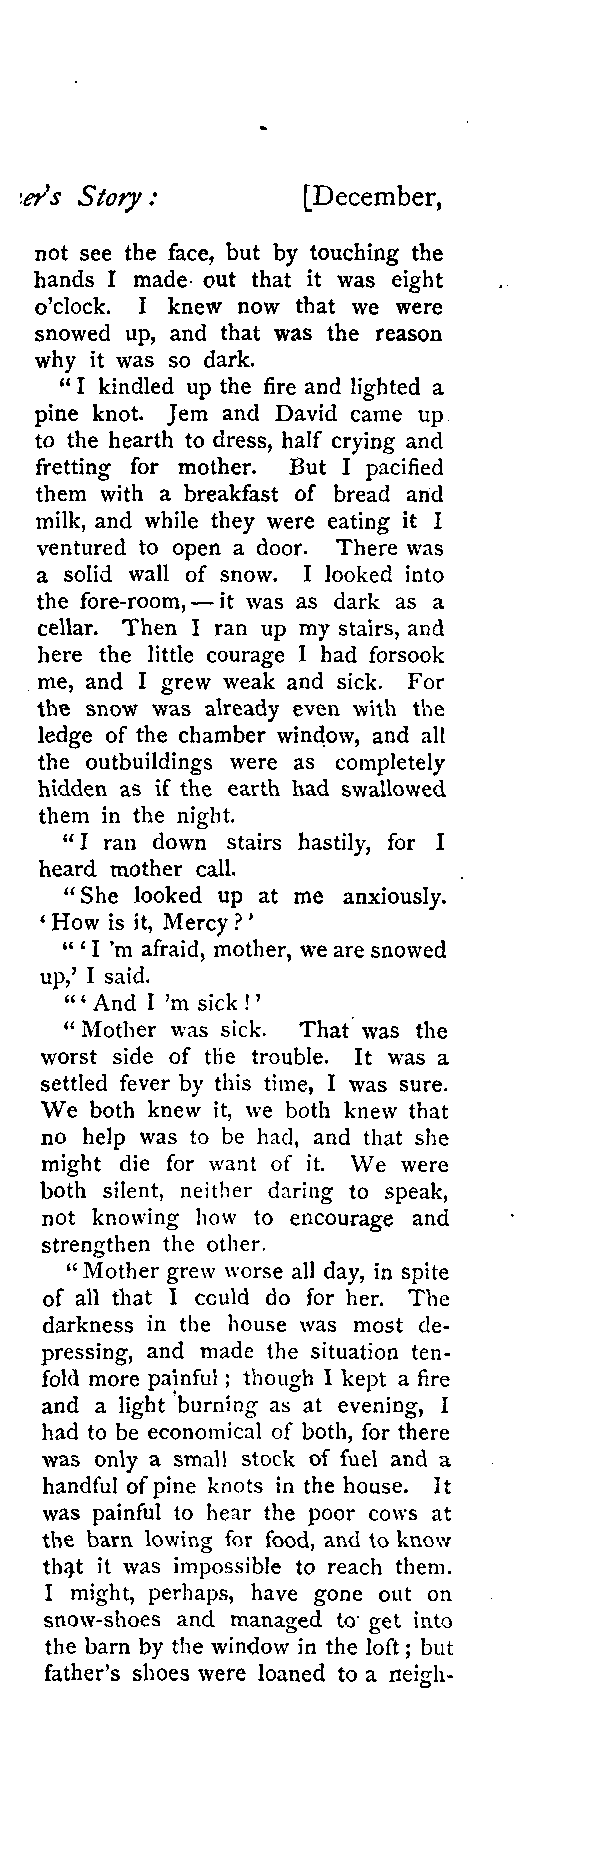 er's Story: [December,
not see the face, but by touching the
hands I made out that it was eight
o'clock. I knew now that we were
snowed up, and that was the reason
why it was so dark.
"I kindled up the fire and lighted a
pine knot. Jem and David came up
to the hearth to dress, half crying and
fretting for mother. But I pacified
them with a breakfast of bread and
milk, and while they were eating it I
ventured to open a door. There was
a solid wall of snow. I looked into
the fore-room,—it was as dark as a
cellar. Then I ran up my stairs, and
here the little courage I had forsook
me, and I grew weak and sick. For
the snow was already even with the
ledge of the chamber window, and all
the outbuildings were as completely
hidden as if the earth had swallowed
them in the night.
"I ran down stairs hastily, for I
heard mother call.
"She looked up at me anxiously.
'How is it, Mercy?'
"'I 'm afraid, mother, we are snowed
up,' I said.
"'And I 'm sick!'
"Mother was sick. That was the
worst side of the trouble. It was a
settled fever by this time, I was sure.
We both knew it, we both knew that
no help was to be had, and that she
might die for want of it. We were
both silent, neither daring to speak,
not knowing how to encourage and
strengthen the other.
"Mother grew worse all day, in spite
of all that I could do for her. The
darkness in the house was most de-
pressing, and made the situation ten-
fold more painful; though I kept a fire
and a light burning as at evening, I
had to be economical of both, for there
was only a small stock of fuel and a
handful of pine knots in the house. It
was painful to hear the poor cows at
the barn lowing for food, and to know
that it was impossible to reach them.
I might, perhaps, have gone out on
snow-shoes and managed to get into
the barn by the window in the loft; but
father's shoes were loaned to a neigh-